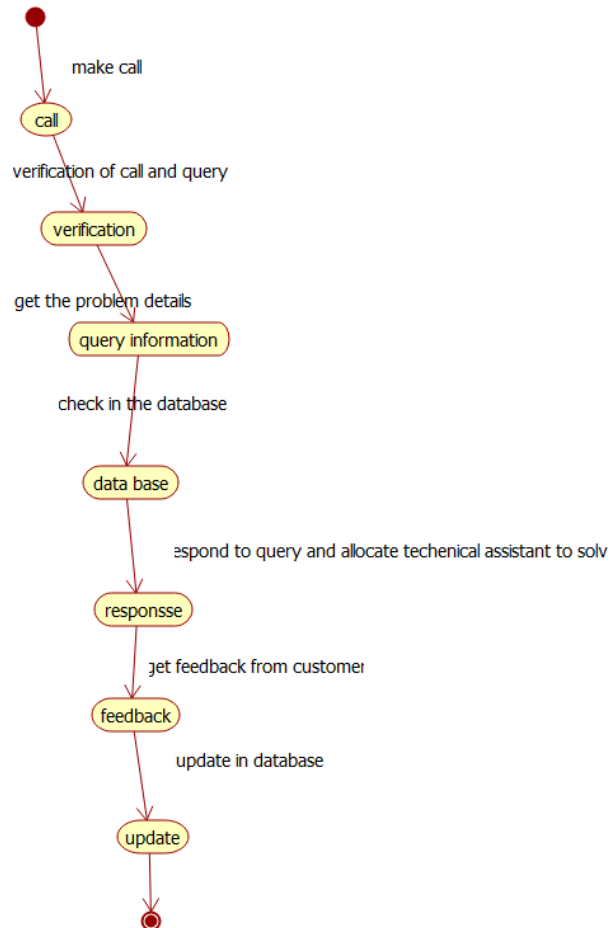 make call
call
verification of call and query
verification
get the problem details
query information
check in the database
data base
espond to query and allocate techenical assistant to solv
responsse
get feedback from customer
feedback
update in database
update